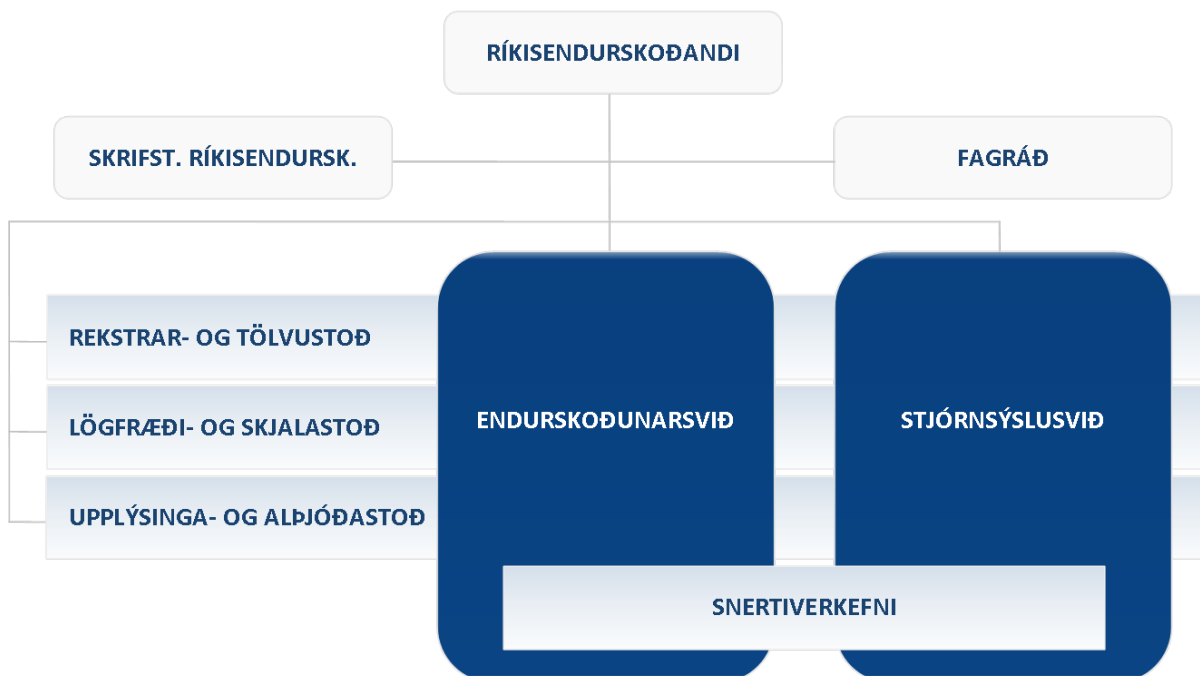 RÍKISENDURSKOÐANDI
SKRIFST. RÍKISENDURSK.
FAGRÁÐ
REKSTRAR- OG TÖLVUSTOÐ
LÖGFRÆÐI- OG SKJALASTOÐ
UPPLÝSINGA- OG ALÞJÓÐASTOÐ
ENDURSKOÐUNARSVIÐ
STJÓRNSÝSLUSVIÐ
SNERTIVERKEFNI